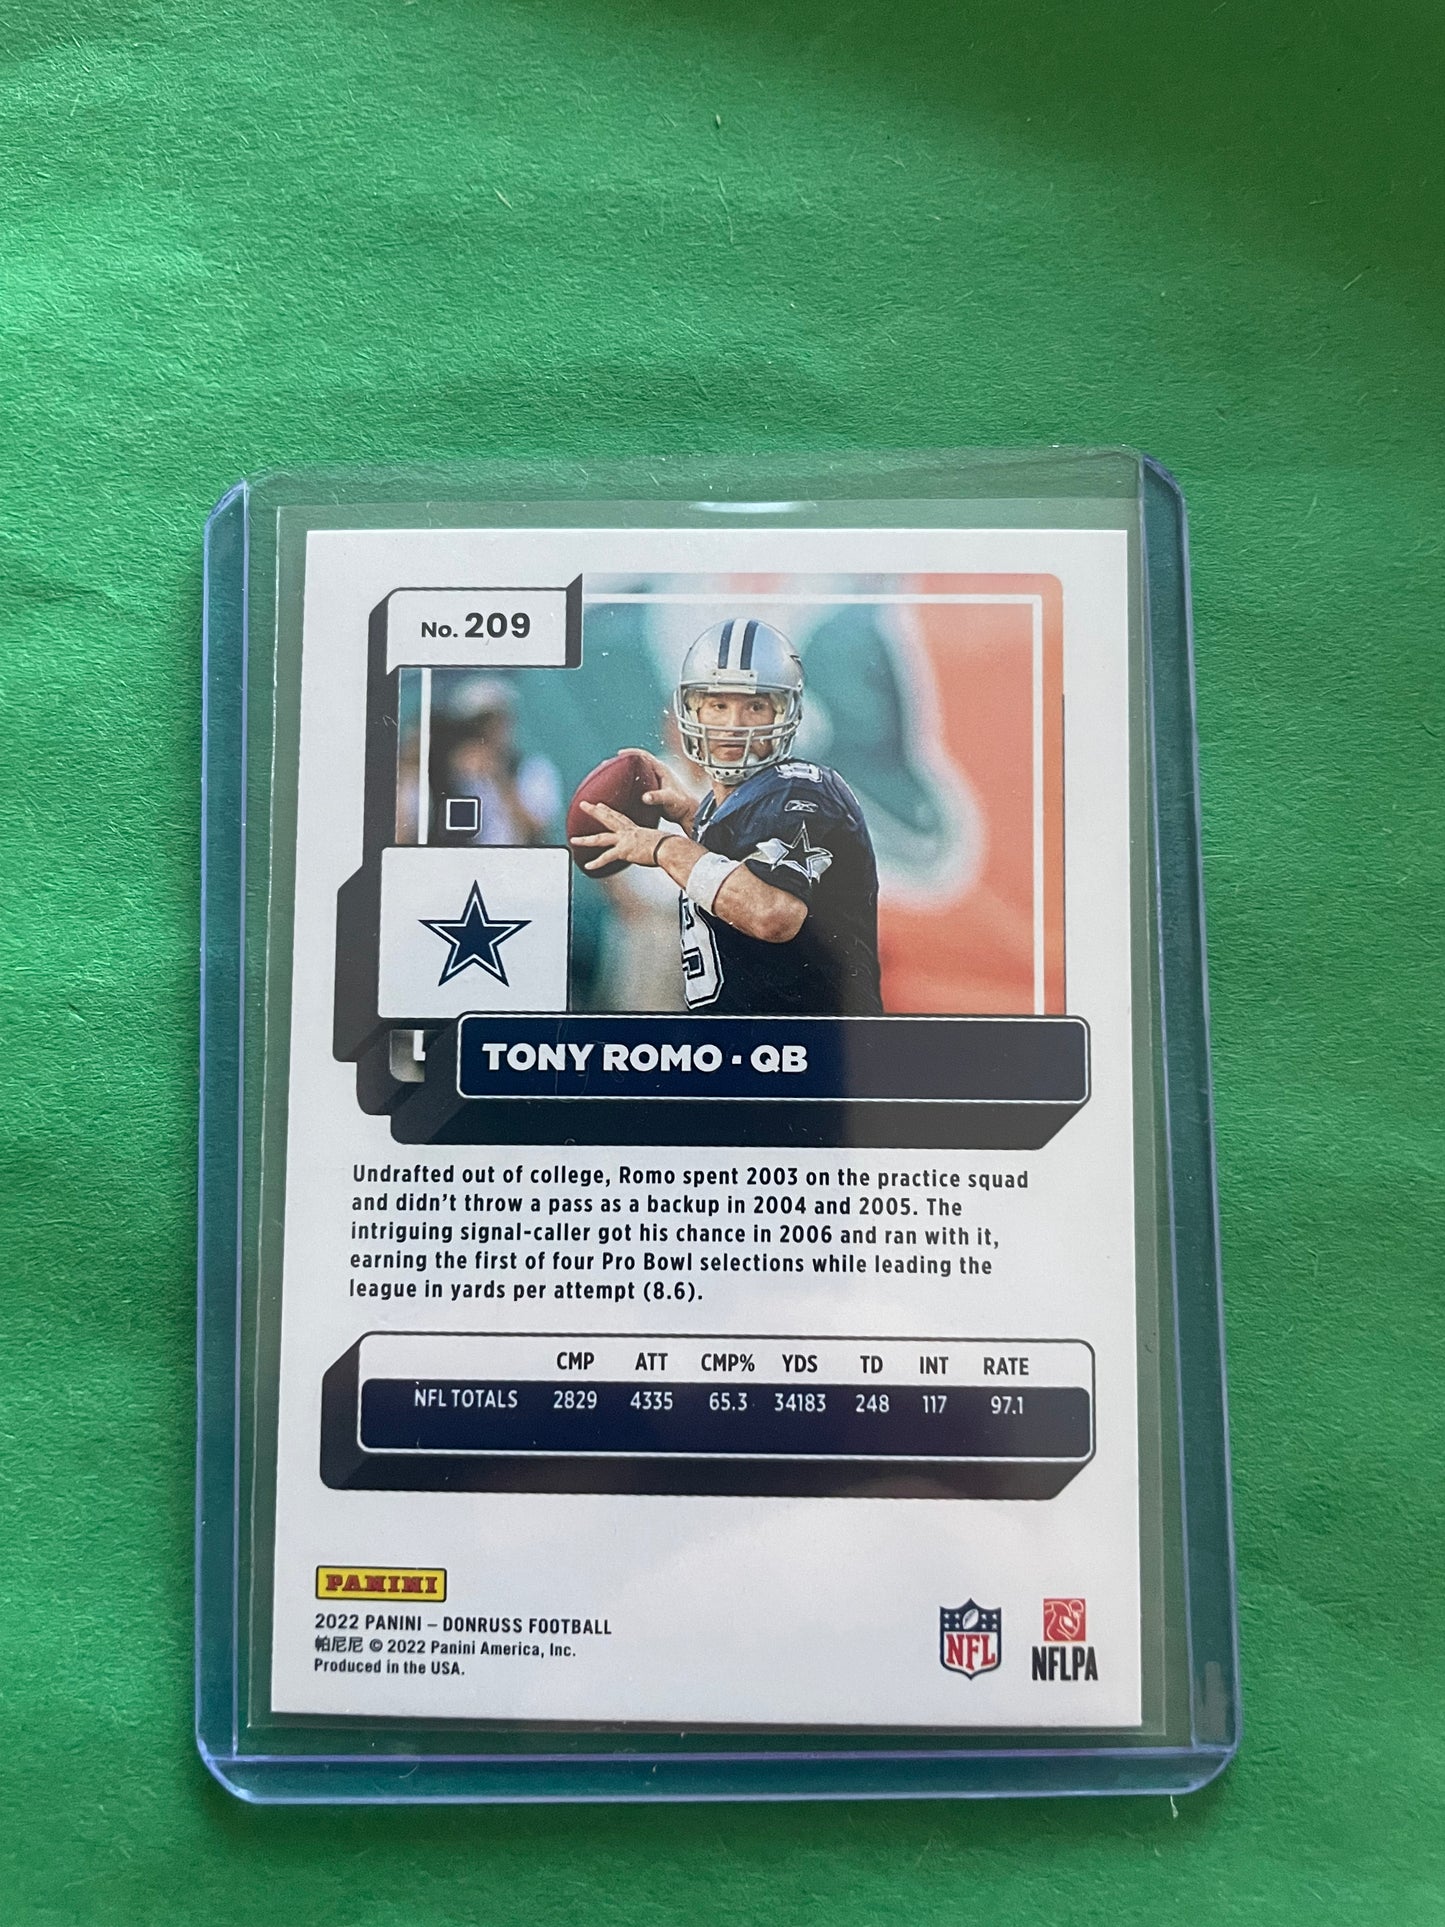 No. 209
9
TONY ROMO · QB
Undrafted out of college, Romo spent 2003 on the practice squad
and didn't throw a pass as a backup in 2004 and 2005. The
intriguing signal-caller got his chance in 2006 and ran with it,
earning the first of four Pro Bowl selections while leading the
league in yards per attempt (8.6).
CMP ATT CMP% YDS TD INT RATE
NFL TOTALS 2829 4335 65.3 34183 248 117 97.1
PANINI
2022 PANINI – DONRUSS FOOTBALL
帕尼尼 © 2022 Panini America, Inc.
Produced in the USA.
NFL
NFLPA